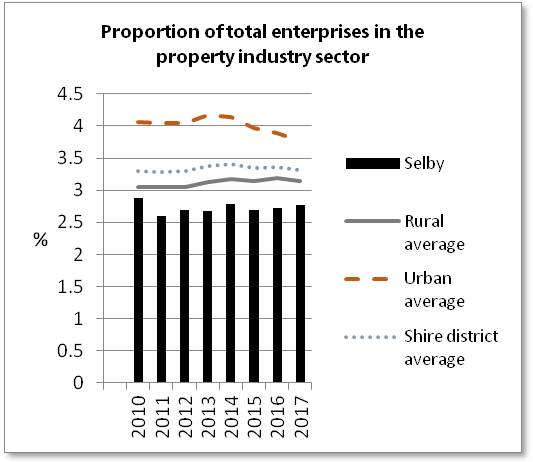 Proportion of total enterprises in the
property industry sector
4.5
4
3.5
3
2.5
2
1.5
1
0.5
0
%
2010
2011
2012
2013
2014
2015
2016
2017
Selby
Rural
average
Urban
average
Shire district
average